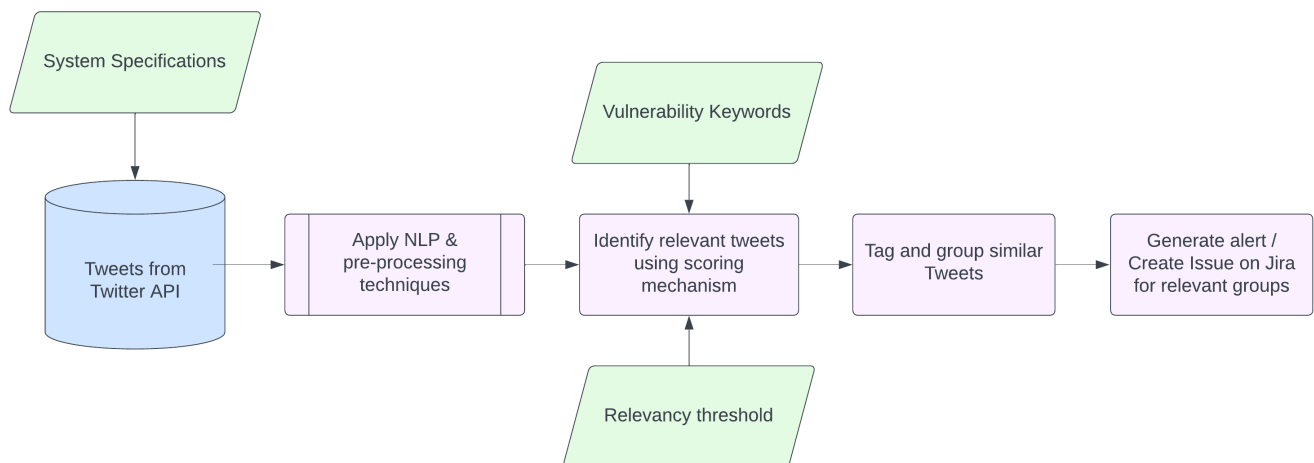 System Specifications
Vulnerability Keywords
Tweets from
Twitter API
Apply NLP &
pre-processing
techniques
Identify relevant tweets
using scoring
mechanism
Tag and group similar
Tweets
Generate alert /
Create Issue on Jira
for relevant groups
Relevancy threshold